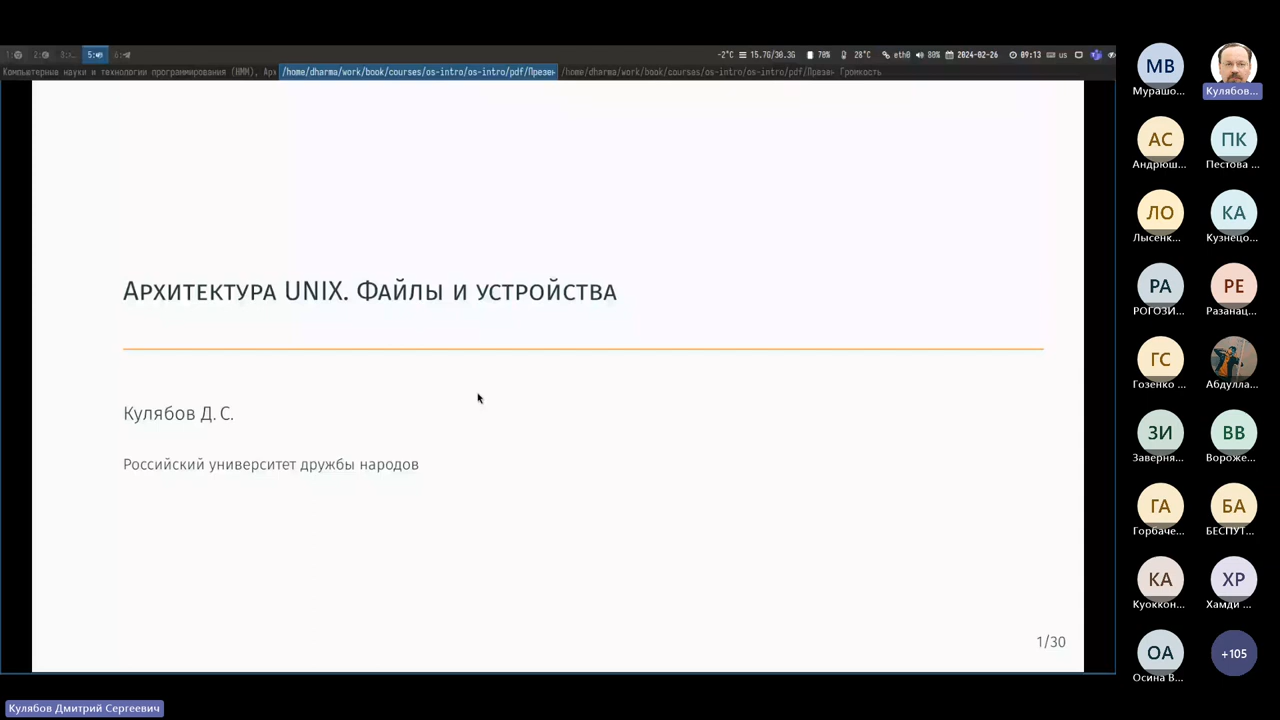 -2°C 15.7G/30.3G 70% 28°C eth0 80% 2024-02-26 09:13 us
Компьютерные науки и технологии программирования (НММ), Арх /home/dharma/work/book/courses/os-intro/os-intro/pdf/Презен /home/dharma/work/book/courses/os-intro/os-intro/pdf/Презен Громкость
Архитектура UNIX. Файлы и устройства
Кулябов Д. С.
Российский университет дружбы народов
1/30
МВ
Мурашо...
Кулябов...
АС
Андрюш...
ПК
Пестова ...
ЛО
Лысенк...
КА
Кузнецо...
РА
РОГОЗИ...
РЕ
Разанац...
ГС
Гозенко ...
Абдулла...
ЗИ
Заверня...
ВВ
Вороже...
ГА
Горбаче...
БА
БЕСПУТ...
КА
Куоккон...
ХР
Хамди ...
ОА
Осина В...
+105
Кулябов Дмитрий Сергеевич